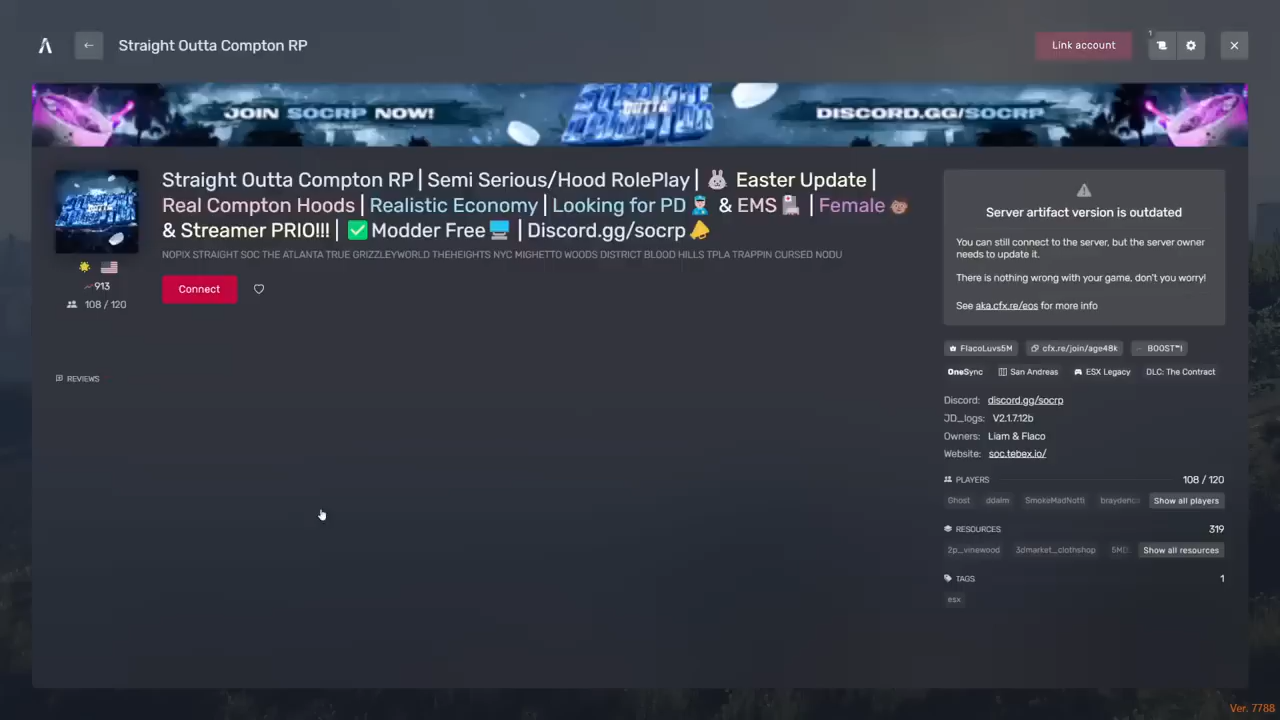 Straight Outta Compton RP
Link account
1
JOIN SOCRP NOW!
STRAIGHT
OUTTA
COMPTON
DISCORD.GG/SOCRP
Straight Outta Compton RP | Semi Serious/Hood RolePlay | 🐰 Easter Update |
Real Compton Hoods | Realistic Economy | Looking for PD 👮 & EMS 🏥 | Female 🙉
& Streamer PRIO!!! | ✅ Modder Free 💻 | Discord.gg/socrp 📣
NOPIX STRAIGHT SOC THE ATLANTA TRUE GRIZZLEYWORLD THEHEIGHTS NYC MIGHETTO WOODS DISTRICT BLOOD HILLS TPLA TRAPPIN CURSED NODU
913
108 / 120
Connect
REVIEWS
Server artifact version is outdated
You can still connect to the server, but the server owner
needs to update it.
There is nothing wrong with your game, don't you worry!
See aka.cfx.re/eos for more info
FlacoLuvs5M cfx.re/join/age48k BOOST™!
OneSync San Andreas ESX Legacy DLC: The Contract
Discord: discord.gg/socrp
JD_logs: V2.1.7.12b
Owners: Liam & Flaco
Website: soc.tebex.io/
PLAYERS 108 / 120
Ghost ddaim SmokeMadNotti Show all players
RESOURCES 319
2p_vinewood 3dmarket_clothshop Show all resources
TAGS 1
esx
Ver. 7788